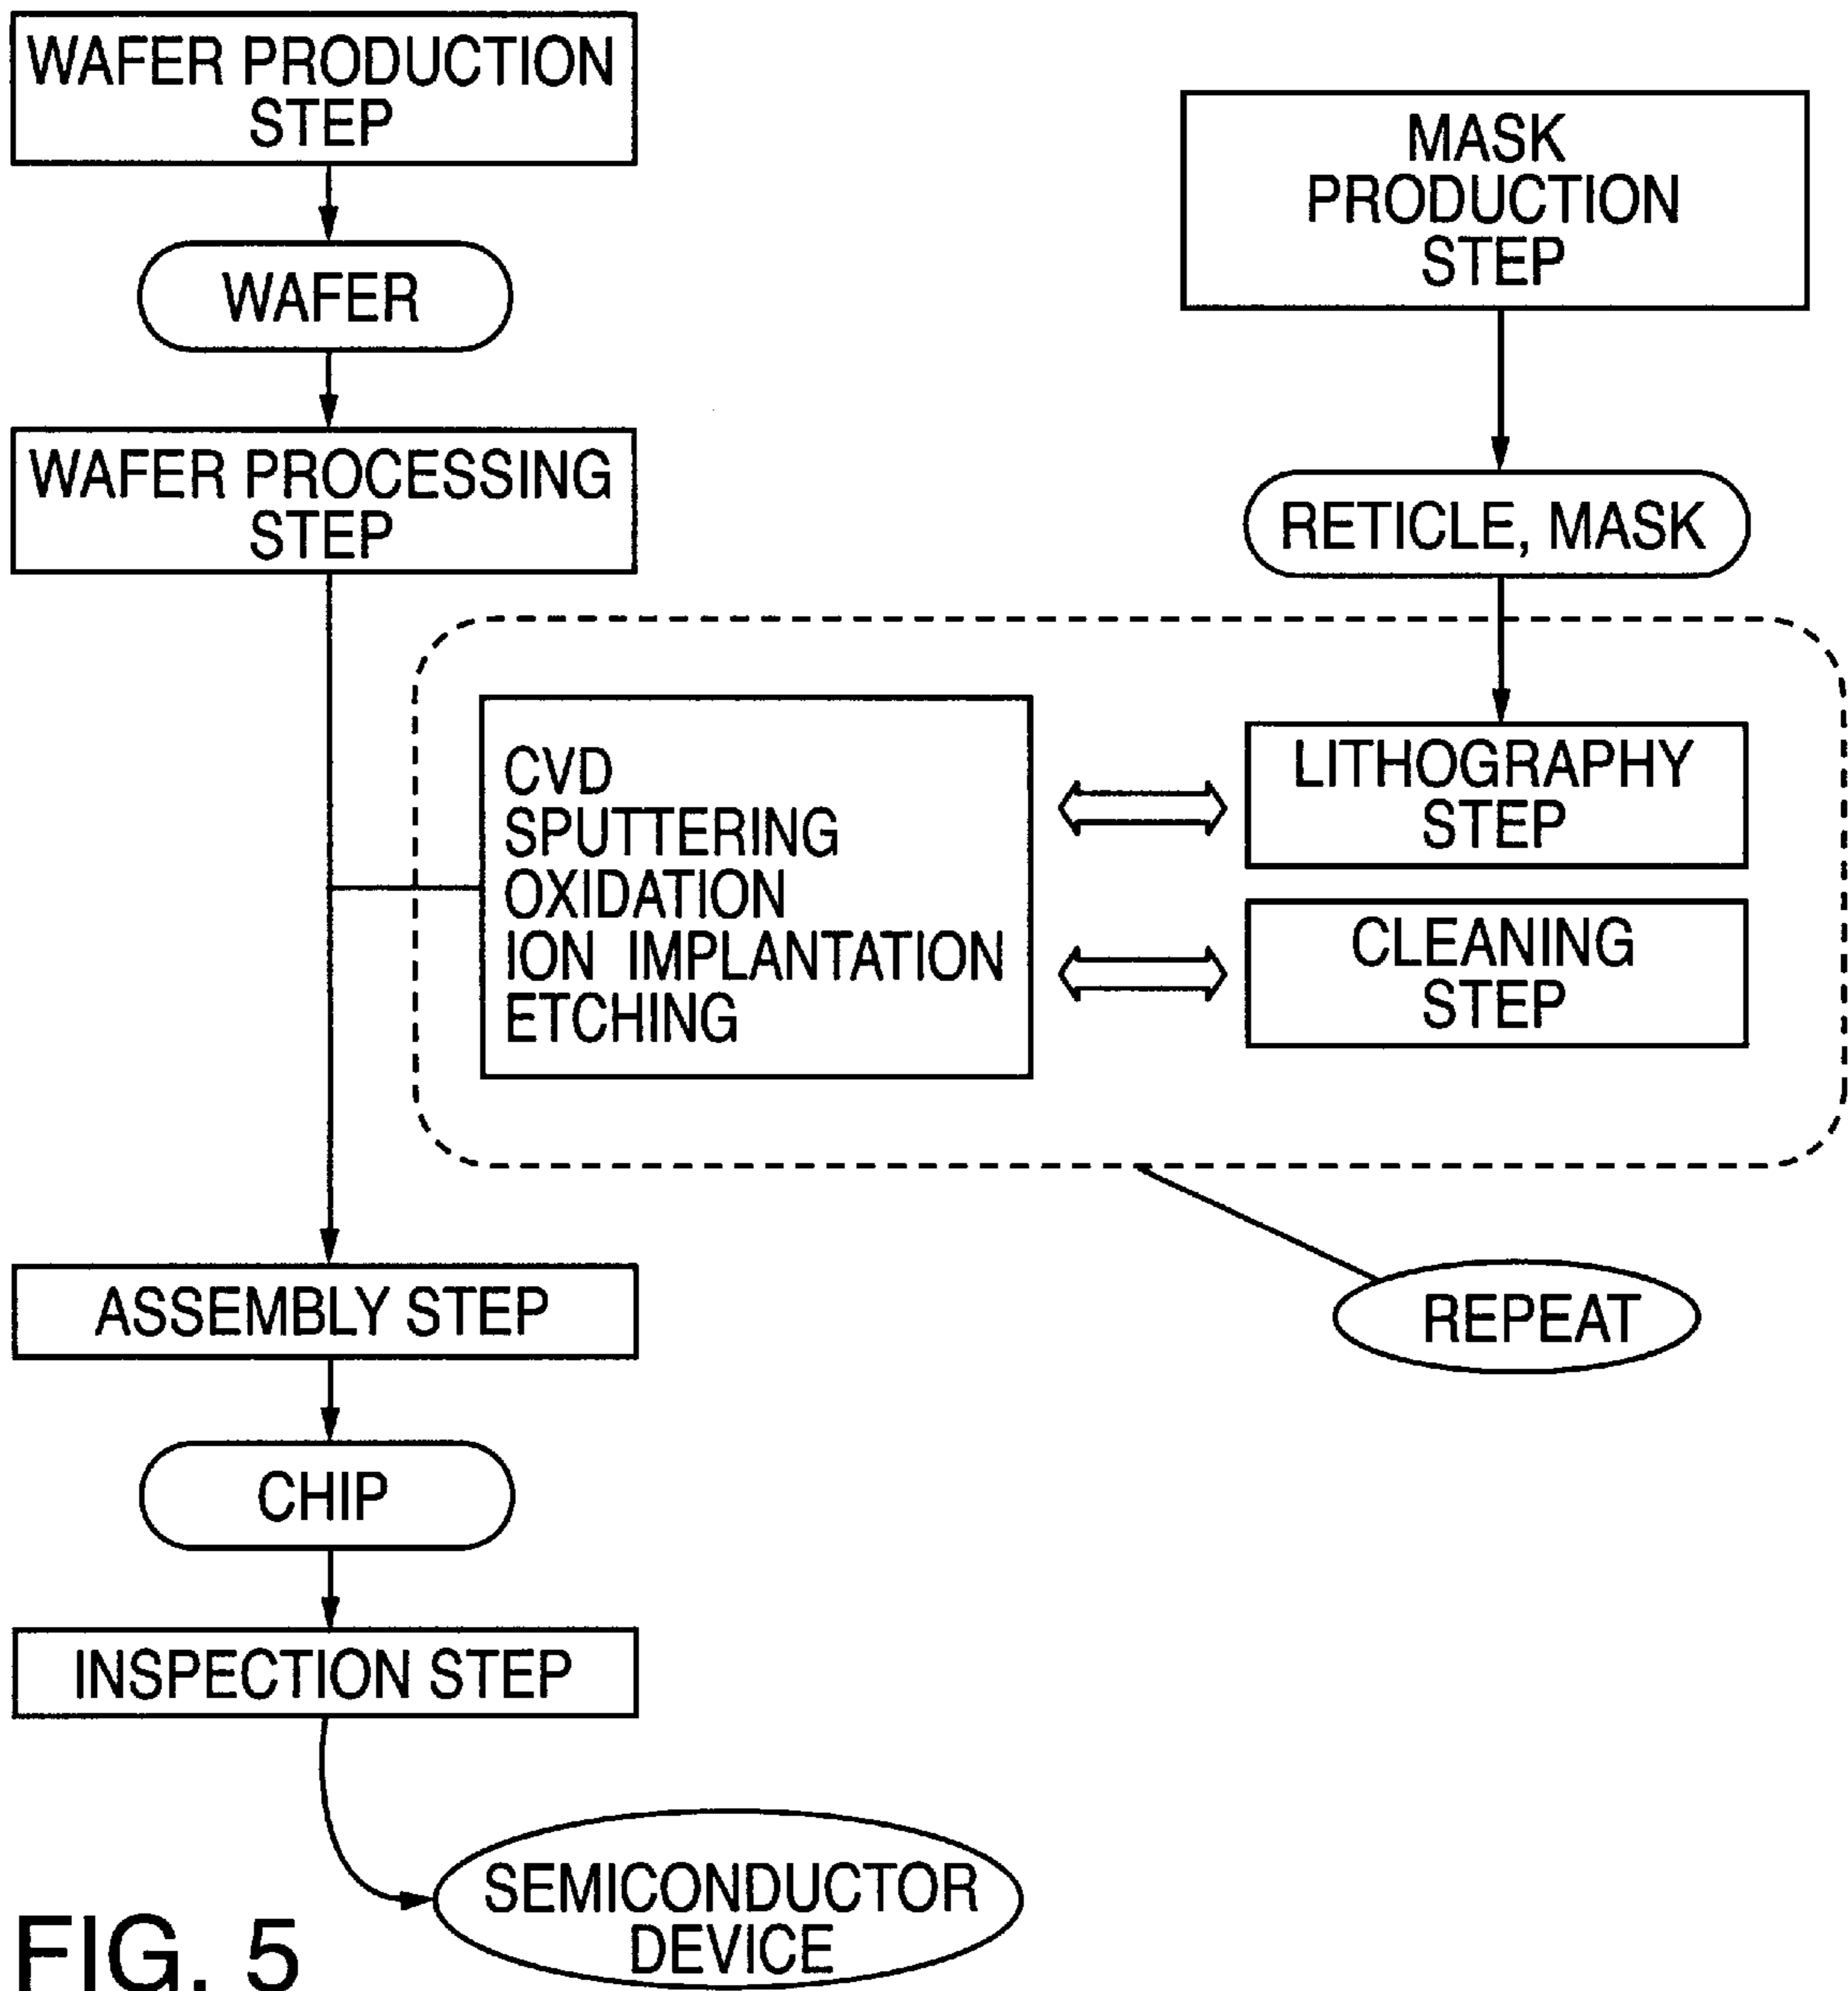 WAFER PRODUCTION
STEP
WAFER
WAFER PROCESSING
STEP
MASK
PRODUCTION
STEP
RETICLE, MASK
CVD
SPUTTERING
OXIDATION
ION IMPLANTATION
ETCHING
LITHOGRAPHY
STEP
CLEANING
STEP
REPEAT
ASSEMBLY STEP
CHIP
INSPECTION STEP
SEMICONDUCTOR
DEVICE
FIG. 5